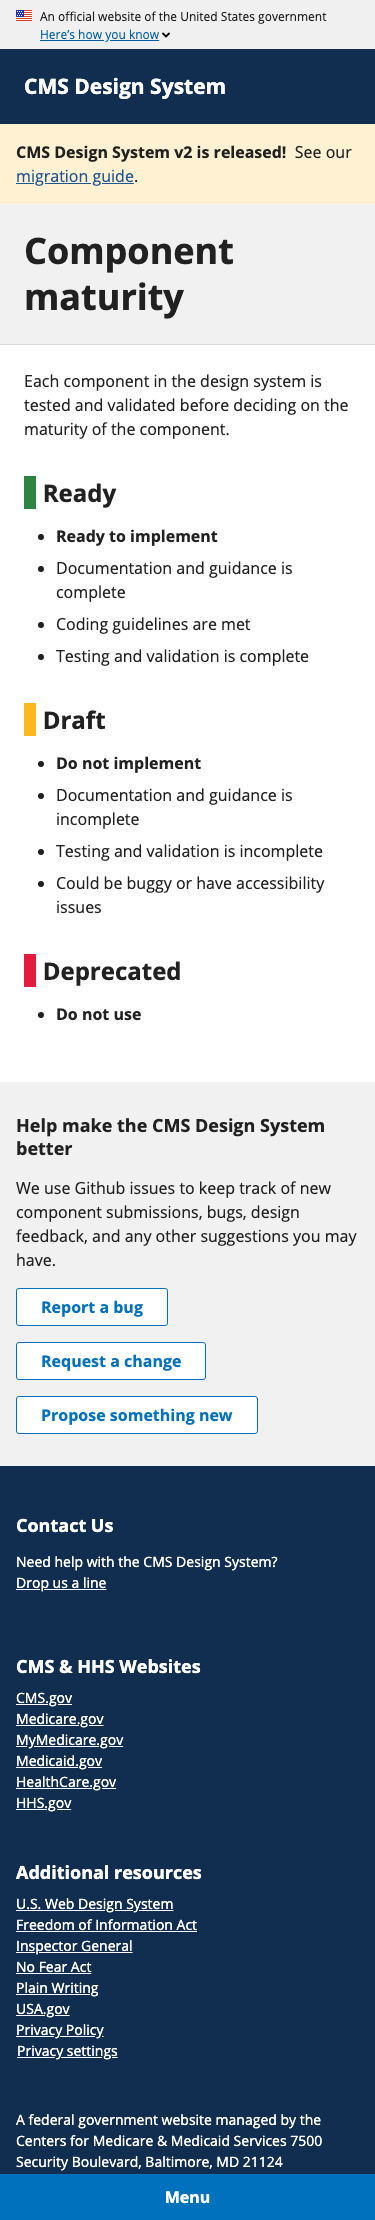 An official website of the United States government
Here's how you know
CMS Design System
CMS Design System v2 is released! See our
migration guide.
Component
maturity
Each component in the design system is
tested and validated before deciding on the
maturity of the component.
Ready
• Ready to implement
• Documentation and guidance is
complete
• Coding guidelines are met
• Testing and validation is complete
Draft
• Do not implement
• Documentation and guidance is
incomplete
• Testing and validation is incomplete
• Could be buggy or have accessibility
issues
Deprecated
• Do not use
Help make the CMS Design System
better
We use Github issues to keep track of new
component submissions, bugs, design
feedback, and any other suggestions you may
have.
Report a bug
Request a change
Propose something new
Contact Us
Need help with the CMS Design System?
Drop us a line
CMS & HHS Websites
CMS.gov
Medicare.gov
MyMedicare.gov
Medicaid.gov
HealthCare.gov
HHS.gov
Additional resources
U.S. Web Design System
Freedom of Information Act
Inspector General
No Fear Act
Plain Writing
USA.gov
Privacy Policy
Privacy settings
A federal government website managed by the
Centers for Medicare & Medicaid Services 7500
Security Boulevard, Baltimore, MD 21124
Menu